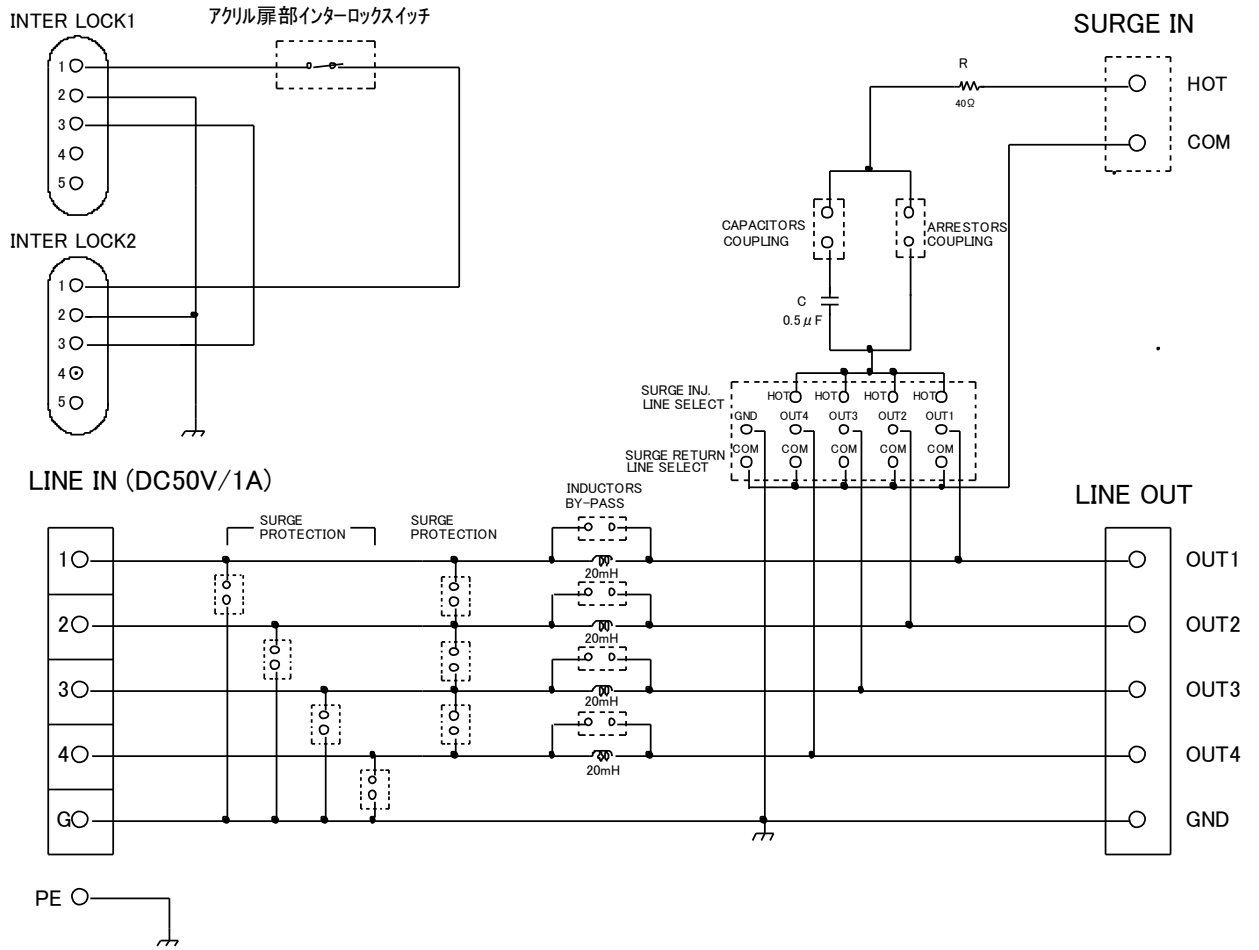 INTER LOCK1
アクリル扉部インターロックスイッチ
1
2
3
4
5
INTER LOCK2
1
2
3
4
5
SURGE IN
R
40Ω
HOT
COM
CAPACITORS
COUPLING
ARRESTORS
COUPLING
C
0.5μF
SURGE INJ.
LINE SELECT
HOT HOT HOT HOT
GND OUT4 OUT3 OUT2 OUT1
SURGE RETURN
LINE SELECT
COM COM COM COM COM
LINE IN (DC50V/1A)
SURGE
PROTECTION
SURGE
PROTECTION
INDUCTORS
BY-PASS
LINE OUT
1
20mH
OUT1
2
20mH
OUT2
3
20mH
OUT3
4
20mH
OUT4
G
GND
PE